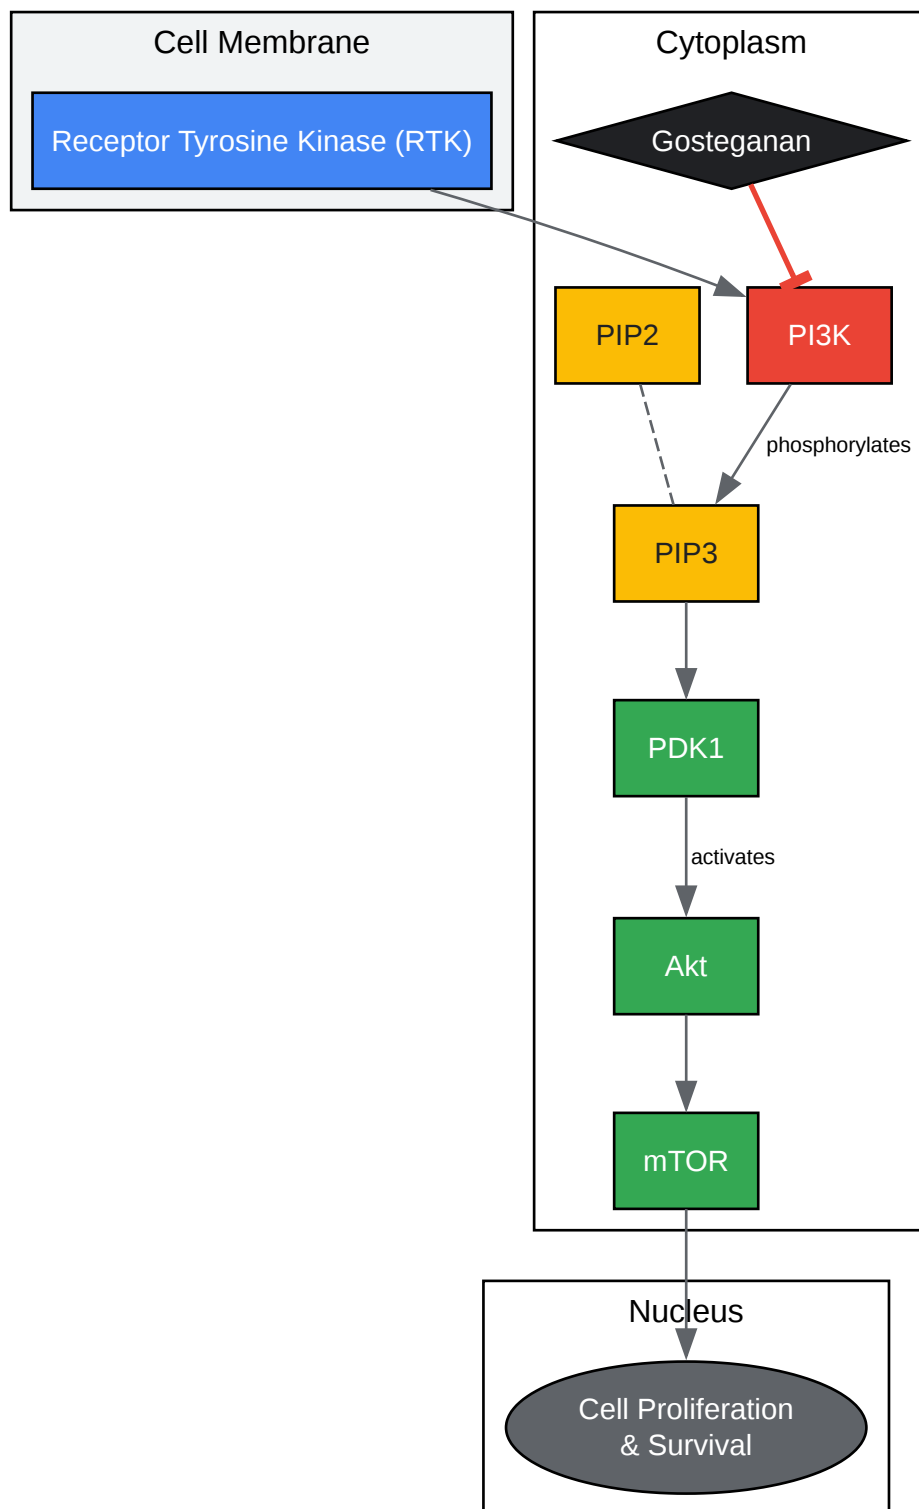 Cell Membrane
Receptor Tyrosine Kinase (RTK)
Cytoplasm
Gosteganan
PIP2
PI3K
phosphorylates
PIP3
PDK1
activates
Akt
mTOR
Nucleus
Cell Proliferation
& Survival